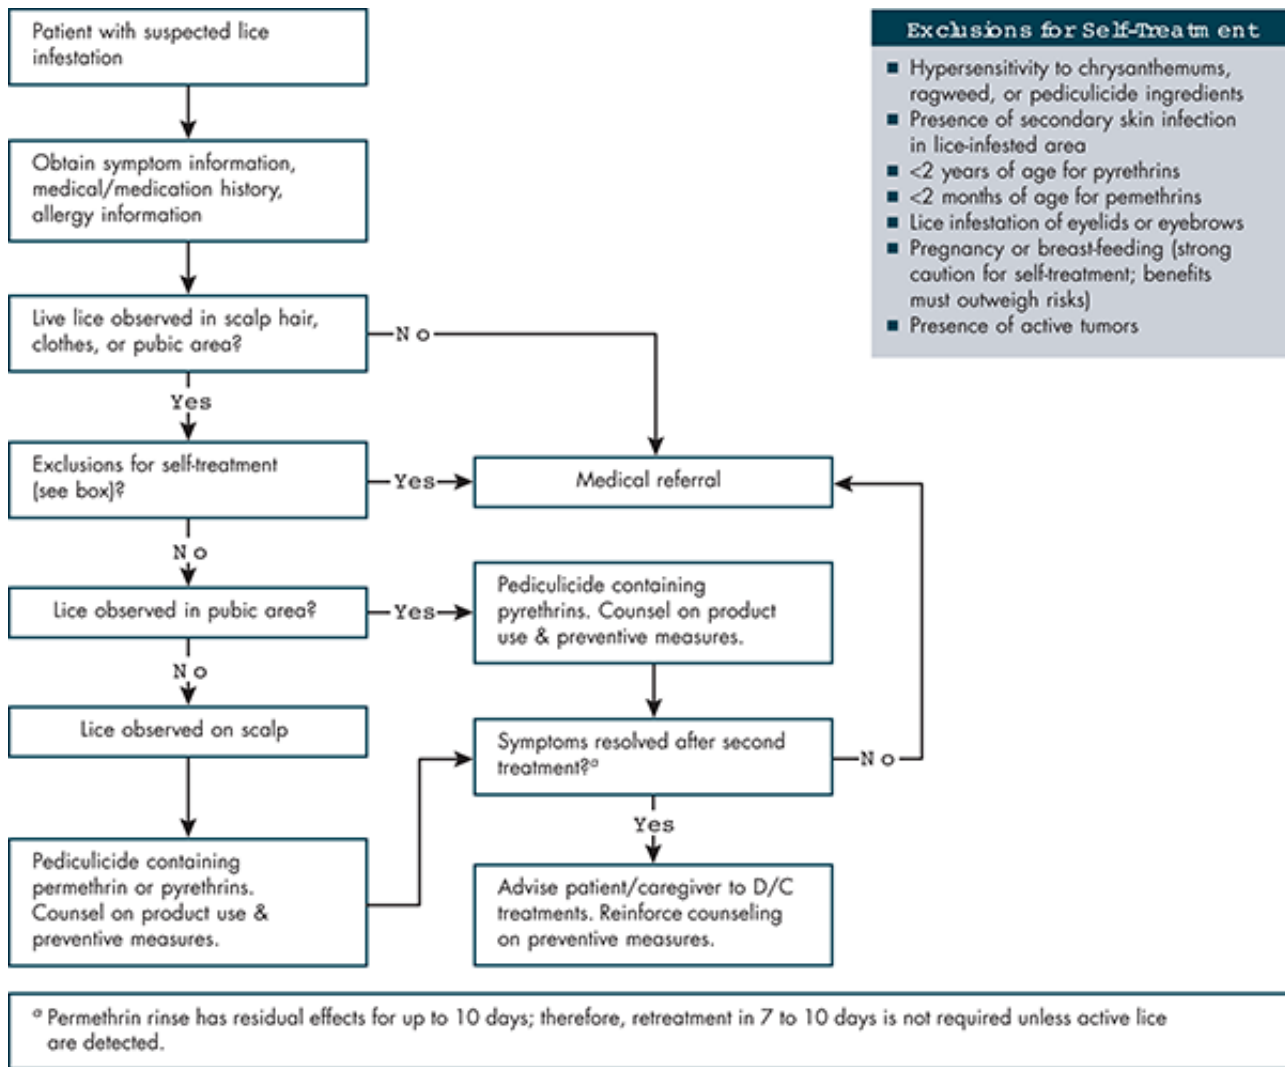 Patient with suspected lice
infestation
Obtain symptom information,
medical/medication history,
allergy information
Live lice observed in scalp hair,
clothes, or pubic area?
No
Yes
Exclusions for self-treatment
(see box)?
Yes
Medical referral
No
Lice observed in pubic area?
Yes
Pediculicide containing
pyrethrins. Counsel on product
use & preventive measures.
No
Lice observed on scalp
Symptoms resolved after second
treatment?a
No
Yes
Pediculicide containing
permethrin or pyrethrins.
Counsel on product use &
preventive measures.
Advise patient/caregiver to D/C
treatments. Reinforce counseling
on preventive measures.
Exclusions for Self-Treatment
■ Hypersensitivity to chrysanthemums,
ragweed, or pediculicide ingredients
■ Presence of secondary skin infection
in lice-infested area
■ <2 years of age for pyrethrins
■ <2 months of age for pemethrins
■ Lice infestation of eyelids or eyebrows
■ Pregnancy or breast-feeding (strong
caution for self-treatment; benefits
must outweigh risks)
■ Presence of active tumors
a Permethrin rinse has residual effects for up to 10 days; therefore, retreatment in 7 to 10 days is not required unless active lice
are detected.